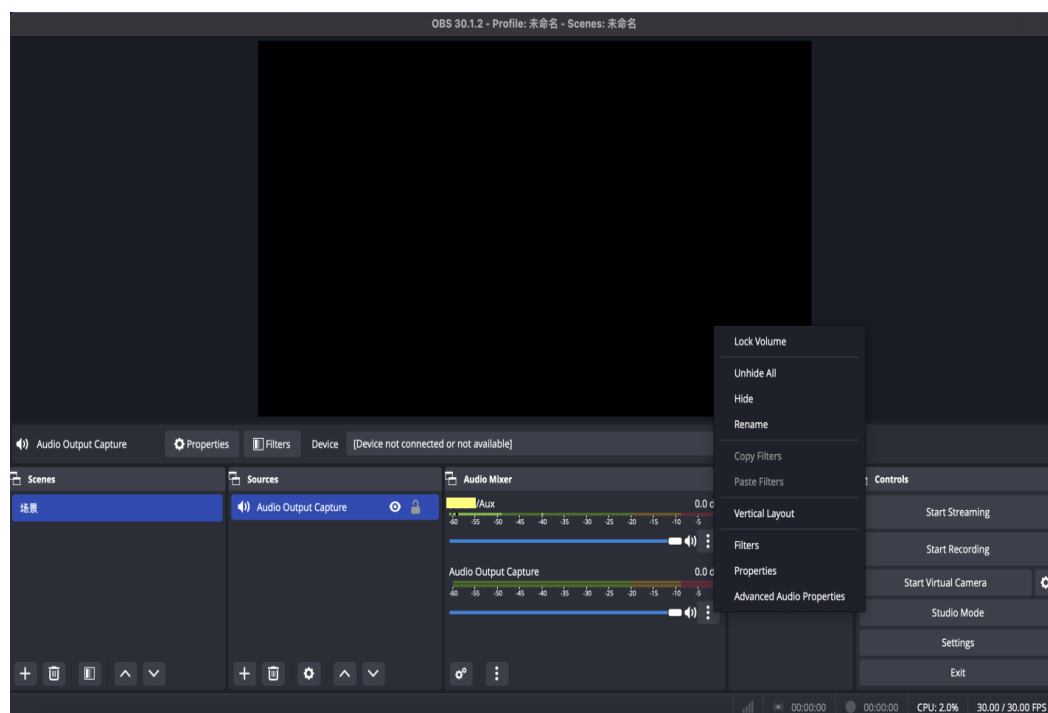 OBS 30.1.2 - Profile: 未命名 - Scenes: 未命名
Lock Volume
Unhide All
Hide
Rename
Copy Filters
Paste Filters
Vertical Layout
Filters
Properties
Advanced Audio Properties
Audio Output Capture Properties Filters Device [Device not connected or not available]
Scenes
场景
Sources
Audio Output Capture
Audio Mixer
/Aux 0.0 d
-60 -55 -50 -45 -40 -35 -30 -25 -20 -15 -10 -5
Audio Output Capture 0.0 d
-60 -55 -50 -45 -40 -35 -30 -25 -20 -15 -10 -5
Controls
Start Streaming
Start Recording
Start Virtual Camera
Studio Mode
Settings
Exit
00:00:00 00:00:00 CPU: 2.0% 30.00 / 30.00 FPS